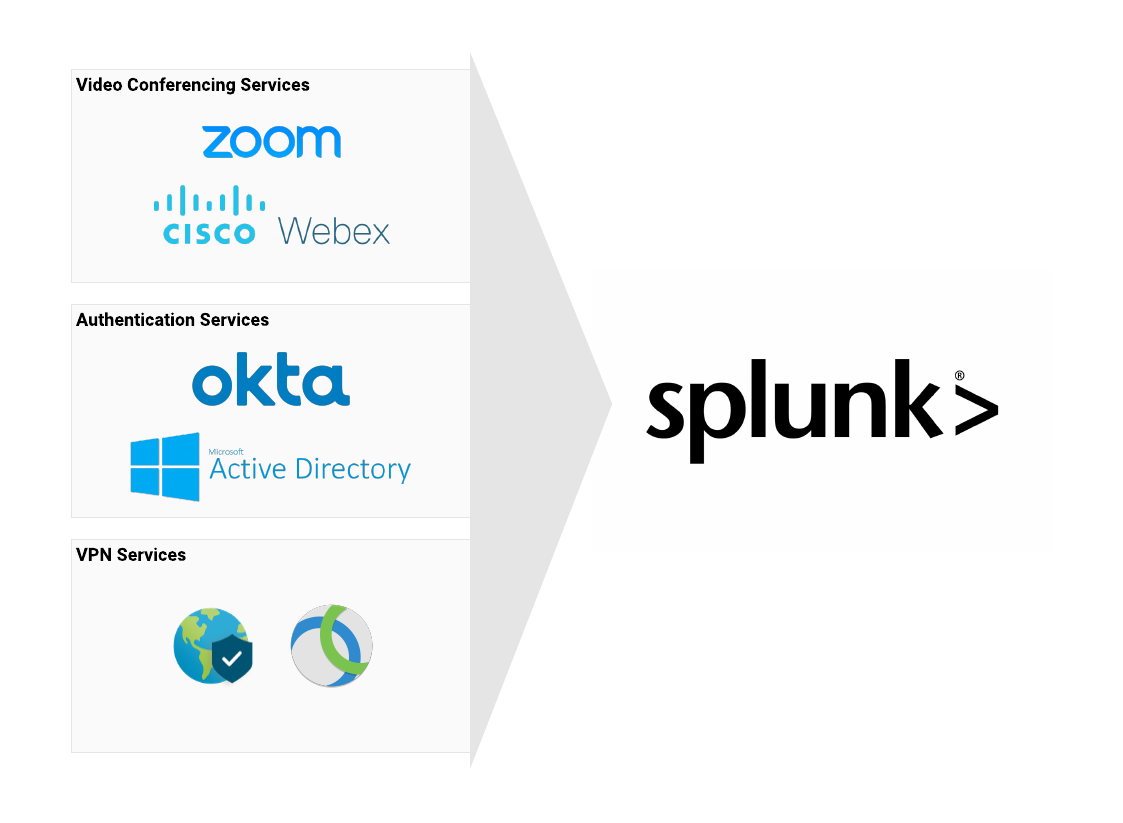 Video Conferencing Services
zoom
cisco Webex
Authentication Services
okta
Microsoft
Active Directory
splunk>®
VPN Services